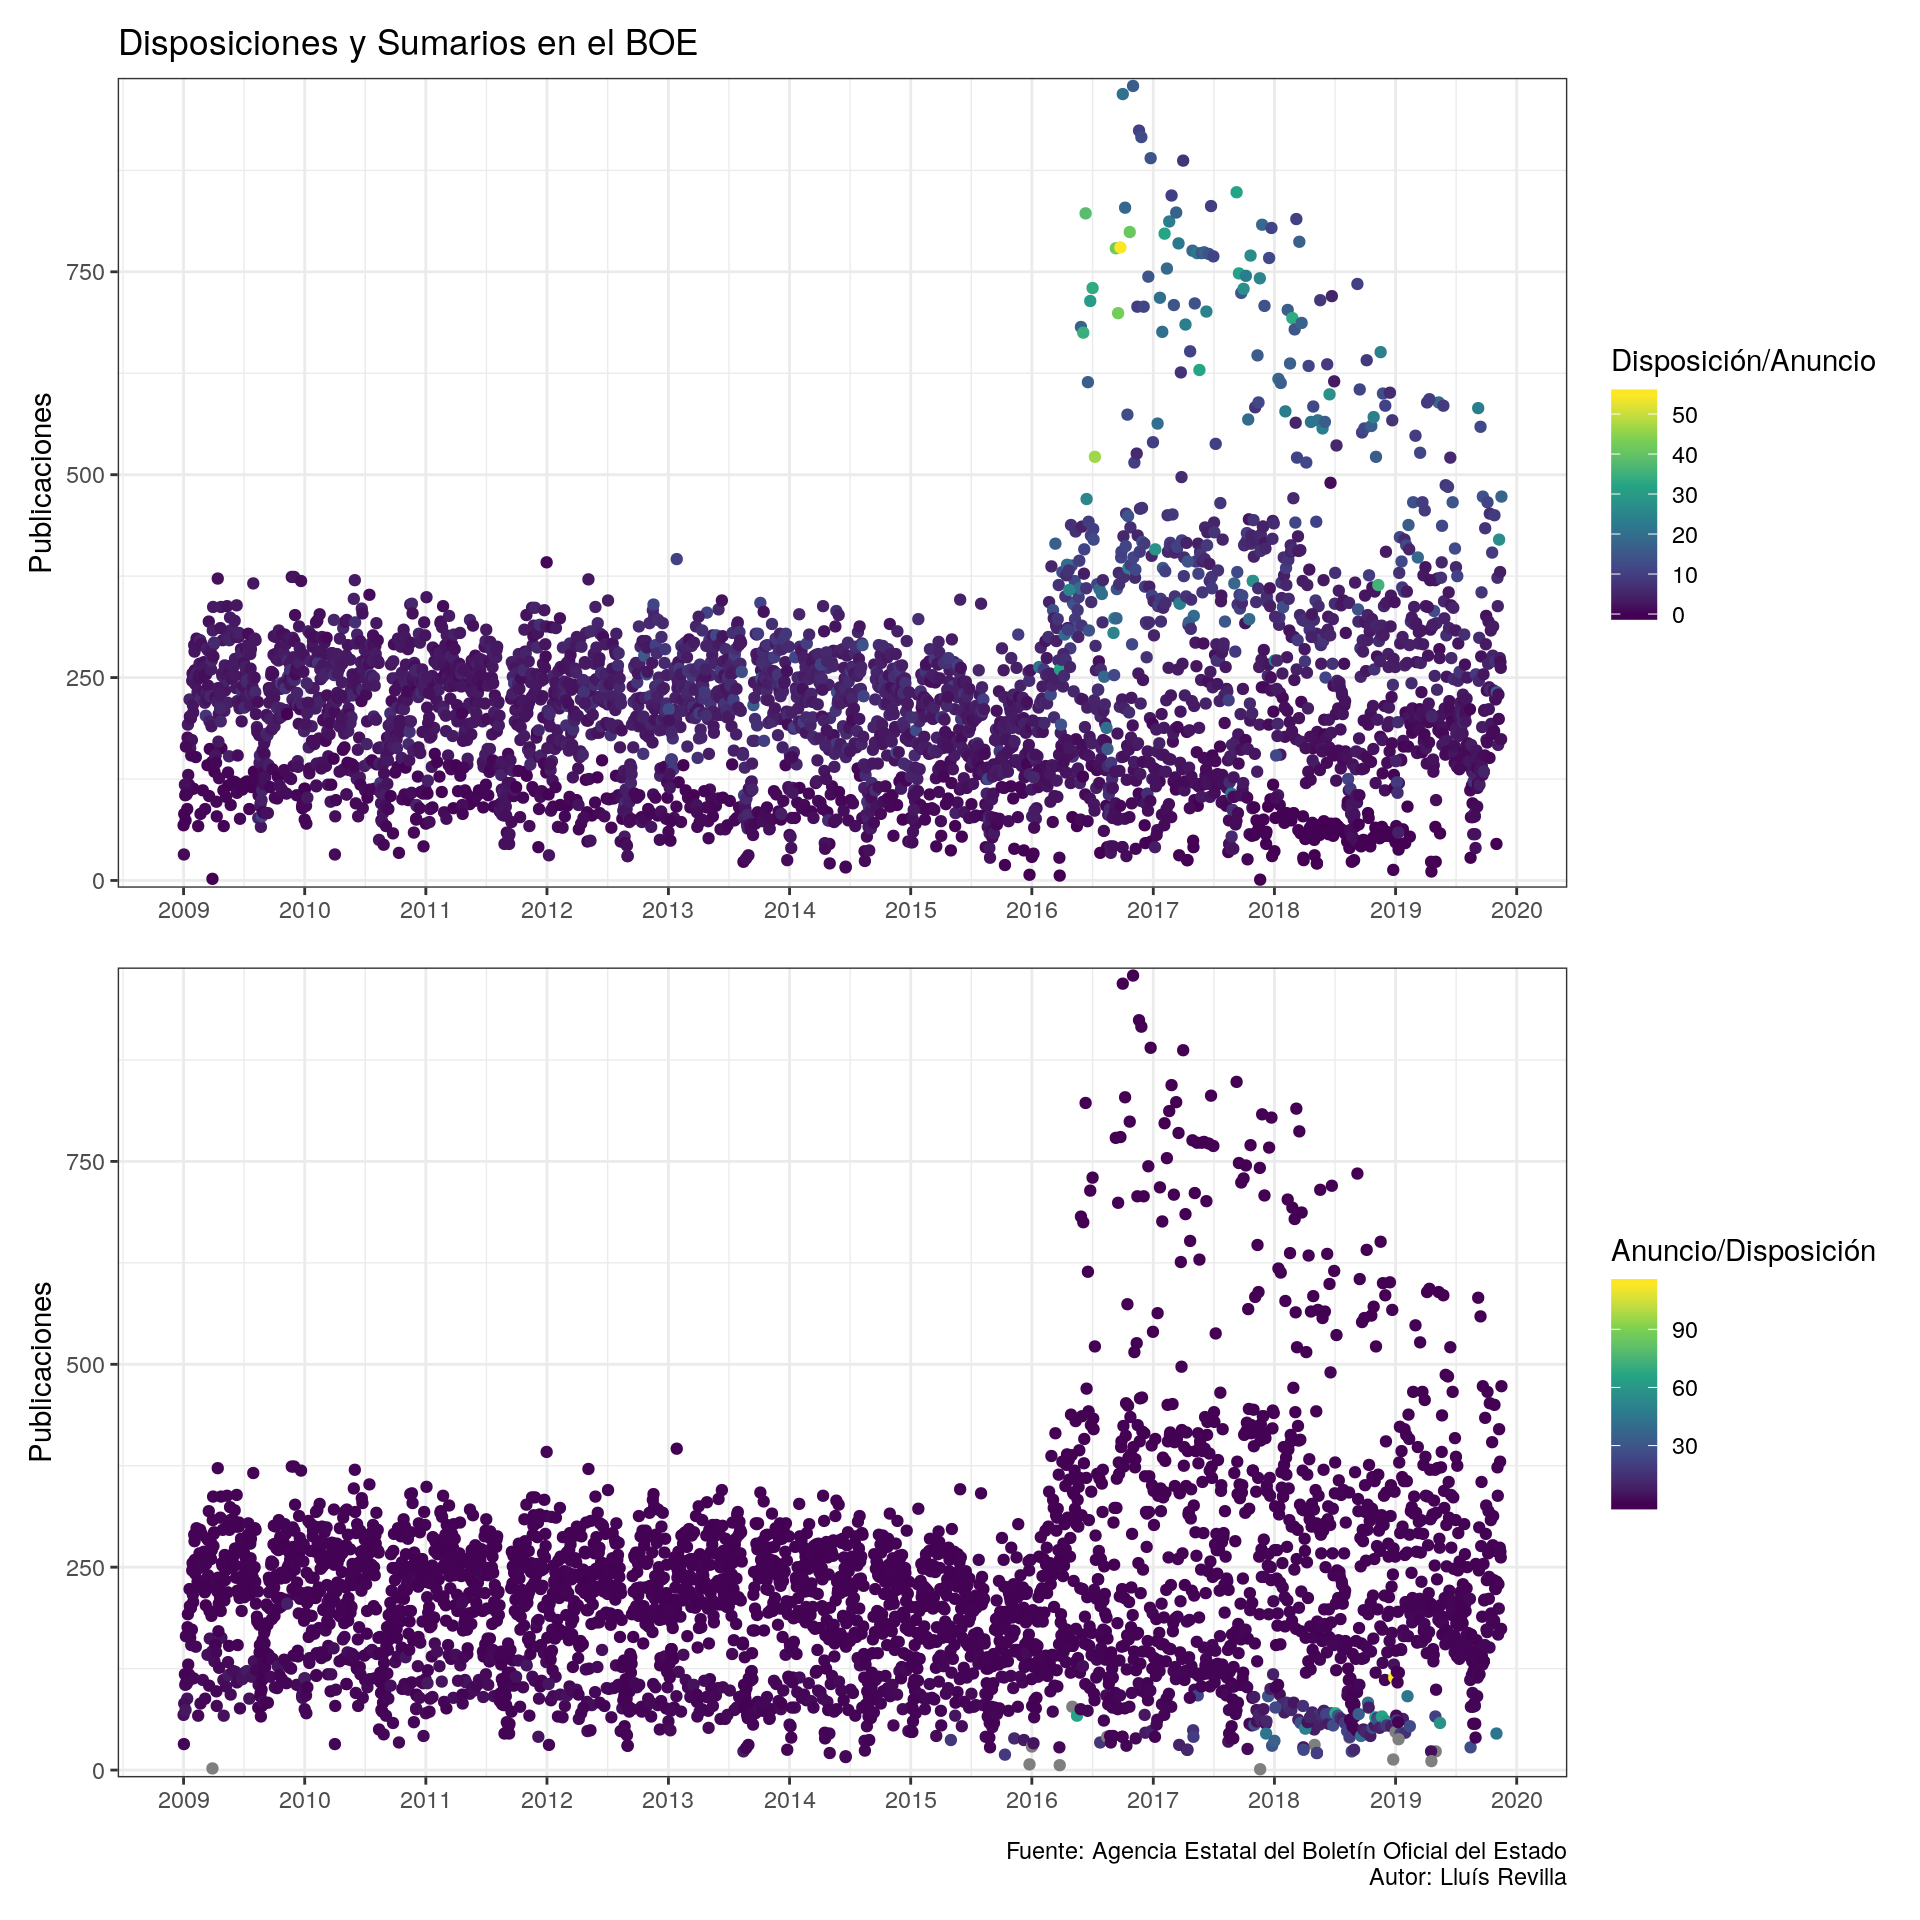 Disposiciones y Sumarios en el BOE
Publicaciones
750
500
250
0
2009 2010 2011 2012 2013 2014 2015 2016 2017 2018 2019 2020
Disposición/Anuncio
50
40
30
20
10
0
Publicaciones
750
500
250
0
2009 2010 2011 2012 2013 2014 2015 2016 2017 2018 2019 2020
Anuncio/Disposición
90
60
30
Fuente: Agencia Estatal del Boletín Oficial del Estado
Autor: Lluís Revilla